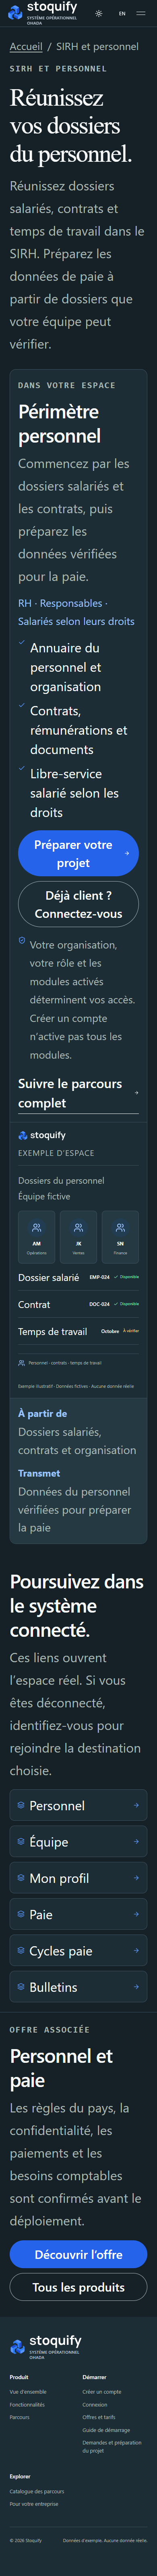 stoquify
SYSTÈME OPÉRATIONNEL
OHADA
EN
Accueil / SIRH et personnel
SIRH ET PERSONNEL
Réunissez
vos dossiers
du personnel.
Réunissez dossiers
salariés, contrats et
temps de travail dans le
SIRH. Préparez les
données de paie à
partir de dossiers que
votre équipe peut
vérifier.
DANS VOTRE ESPACE
Périmètre
personnel
Commencez par les
dossiers salariés et
les contrats, puis
préparez les
données vérifiées
pour la paie.
RH · Responsables ·
Salariés selon leurs droits
Annuaire du
personnel et
organisation
Contrats,
rémunérations et
documents
Libre-service
salarié selon les
droits
Préparer votre
projet
Déjà client ?
Connectez-vous
Votre organisation,
votre rôle et les
modules activés
déterminent vos accès.
Créer un compte
n’active pas tous les
modules.
Suivre le parcours
complet
stoquify
EXEMPLE D’ESPACE
Dossiers du personnel
Équipe fictive
AM
Opérations
JK
Ventes
SN
Finance
Dossier salarié EMP-024 Disponible
Contrat DOC-024 Disponible
Temps de travail Octobre À vérifier
Personnel · contrats · temps de travail
Exemple illustratif · Données fictives · Aucune donnée réelle
À partir de
Dossiers salariés,
contrats et organisation
Transmet
Données du personnel
vérifiées pour préparer
la paie
Poursuivez dans
le système
connecté.
Ces liens ouvrent
l’espace réel. Si vous
êtes déconnecté,
identifiez-vous pour
rejoindre la destination
choisie.
Personnel
Équipe
Mon profil
Paie
Cycles paie
Bulletins
OFFRE ASSOCIÉE
Personnel et
paie
Les règles du pays, la
confidentialité, les
paiements et les
besoins comptables
sont confirmés avant le
déploiement.
Découvrir l’offre
Tous les produits
stoquify
SYSTÈME OPÉRATIONNEL
OHADA
Produit
Vue d’ensemble
Fonctionnalités
Parcours
Démarrer
Créer un compte
Connexion
Offres et tarifs
Guide de démarrage
Demandes et préparation
du projet
Explorer
Catalogue des parcours
Pour votre entreprise
© 2026 Stoquify
Données d’exemple. Aucune donnée réelle.